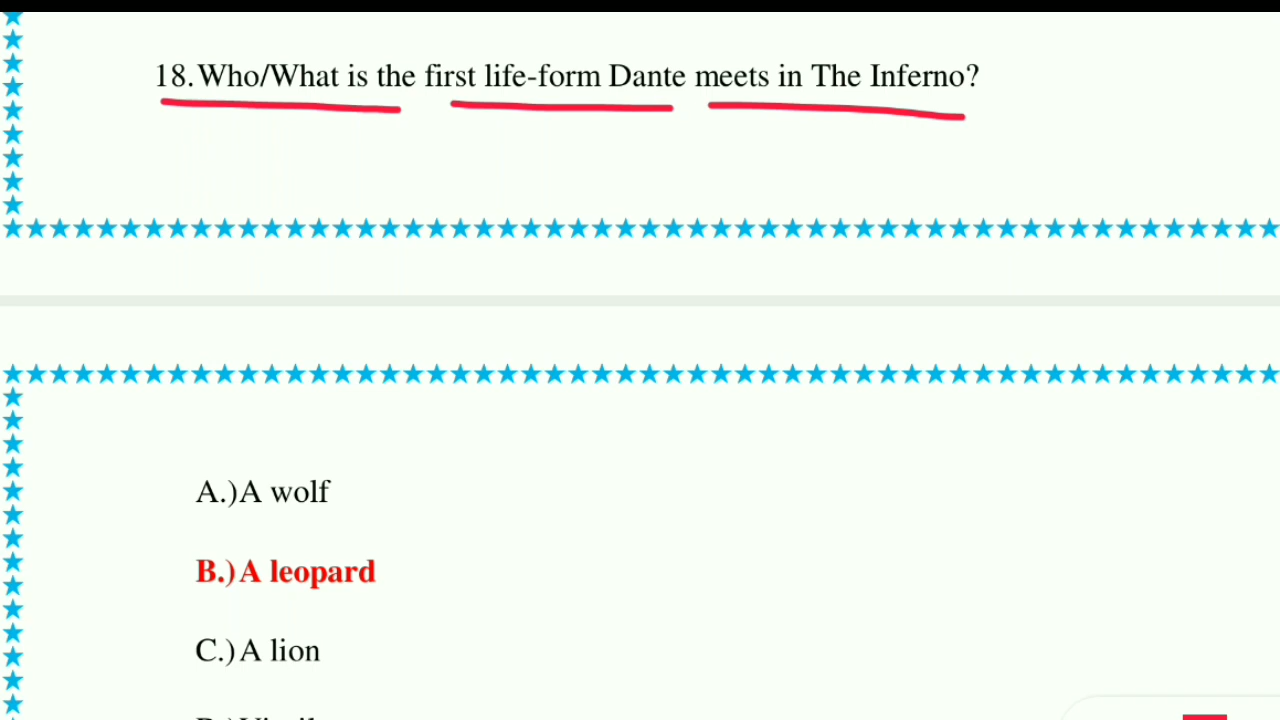 18.Who/What is the first life-form Dante meets in The Inferno?
A.)A wolf
B.)A leopard
C.)A lion